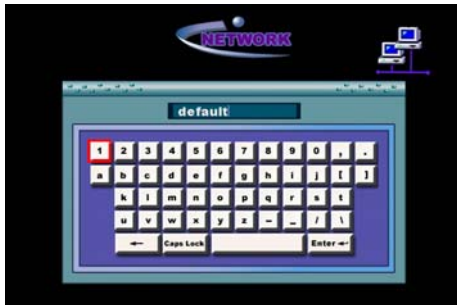 NETWORK
default
1 2 3 4 5 6 7 8 9 0 , .
a b c d e f g h i j [ ]
k l m n o p q r s t
u v w x y z - _ / \
← Caps Lock Enter ↵